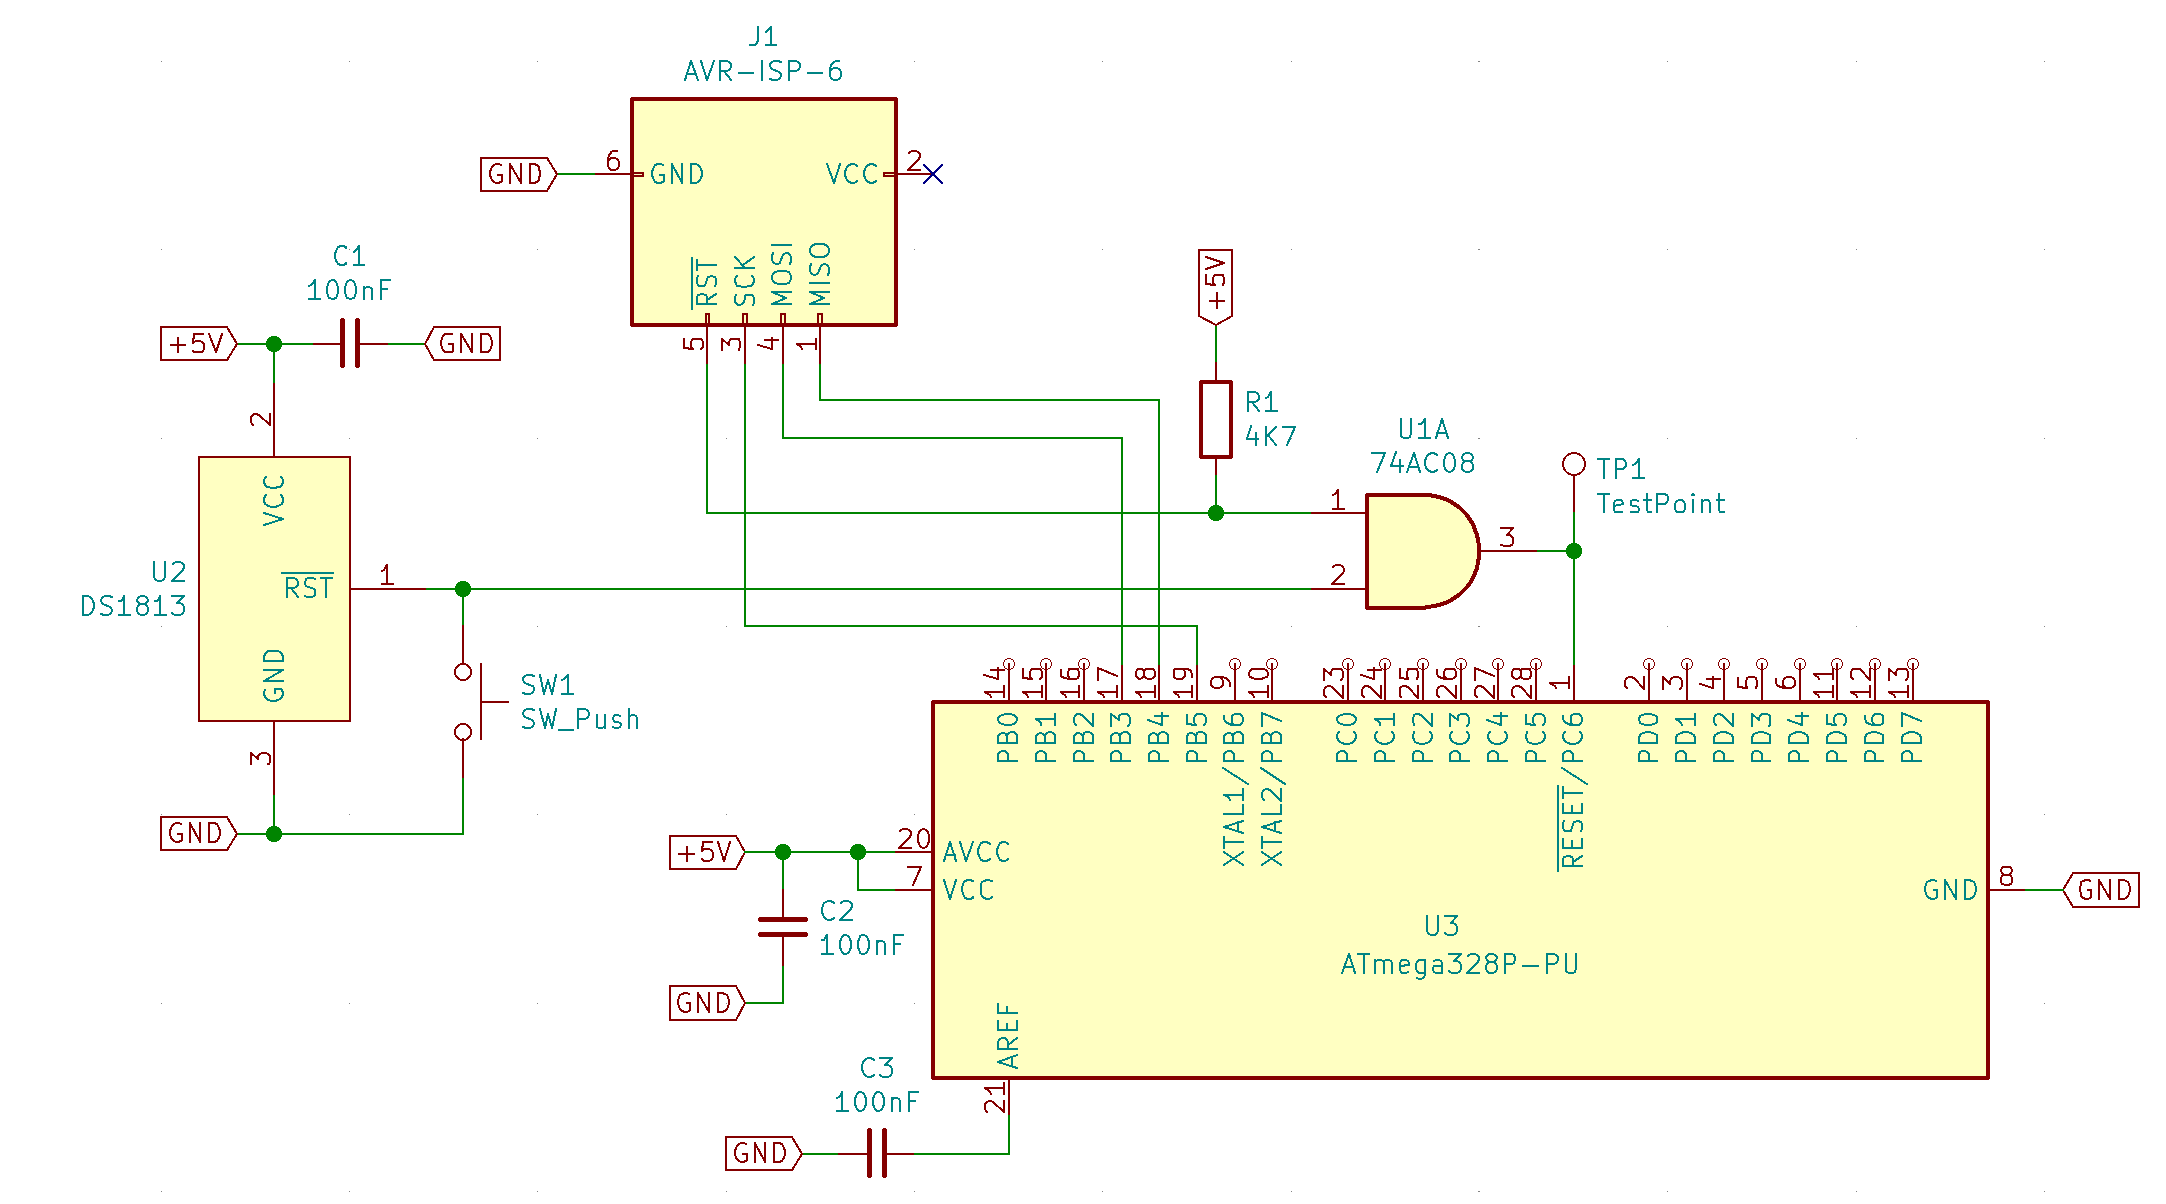 J1
AVR-ISP-6
GND
6
GND
VCC
2
RST
SCK
MOSI
MISO
5
3
4
1
C1
100nF
+5V
GND
+5V
R1
4K7
2
VCC
U2
DS1813
RST
1
GND
3
GND
SW1
SW_Push
U1A
74AC08
1
2
3
TP1
TestPoint
14
15
16
17
18
19
9
10
23
24
25
26
27
28
1
2
3
4
5
6
11
12
13
PB0
PB1
PB2
PB3
PB4
PB5
XTAL1/PB6
XTAL2/PB7
PC0
PC1
PC2
PC3
PC4
PC5
RESET/PC6
PD0
PD1
PD2
PD3
PD4
PD5
PD6
PD7
+5V
20
AVCC
7
VCC
C2
100nF
GND
GND
8
GND
U3
ATmega328P-PU
AREF
21
C3
100nF
GND